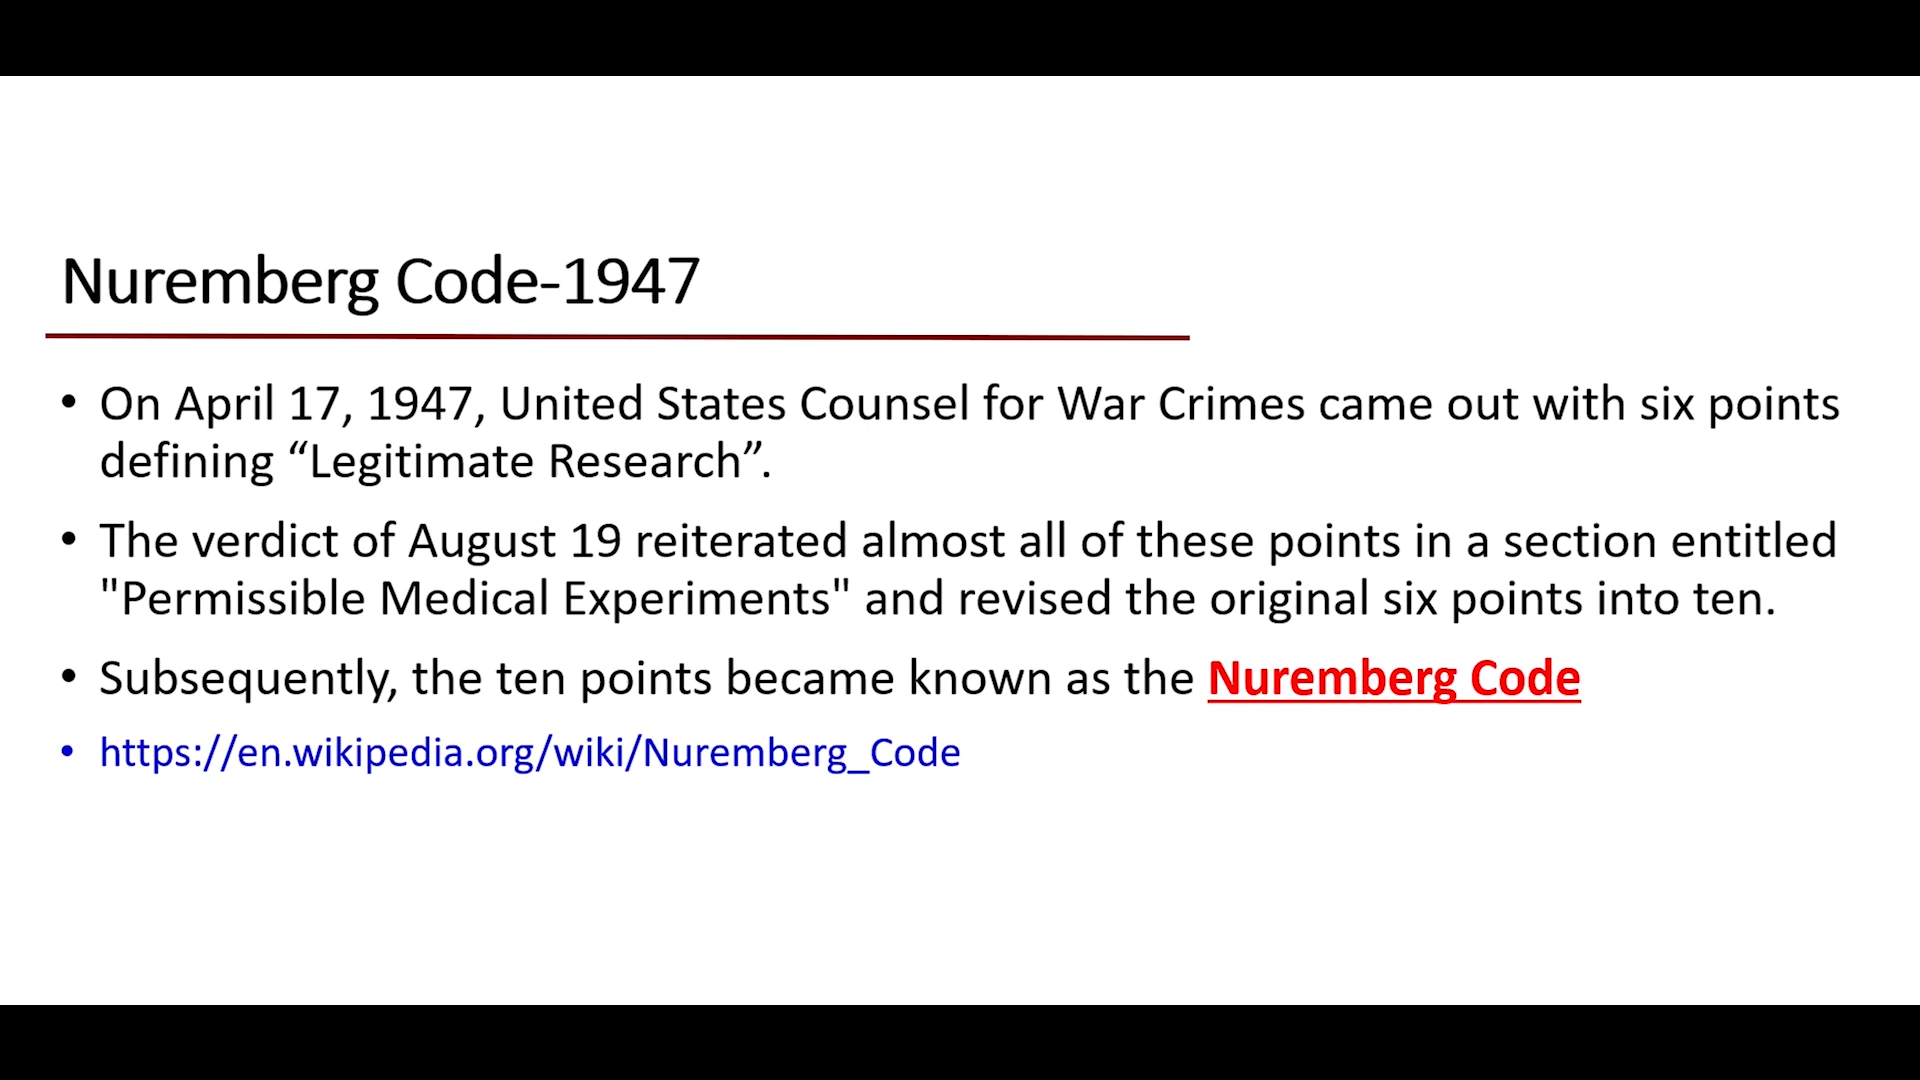 Nuremberg Code-1947
• On April 17, 1947, United States Counsel for War Crimes came out with six points
defining “Legitimate Research”.
• The verdict of August 19 reiterated almost all of these points in a section entitled
"Permissible Medical Experiments" and revised the original six points into ten.
• Subsequently, the ten points became known as the Nuremberg Code
• https://en.wikipedia.org/wiki/Nuremberg_Code